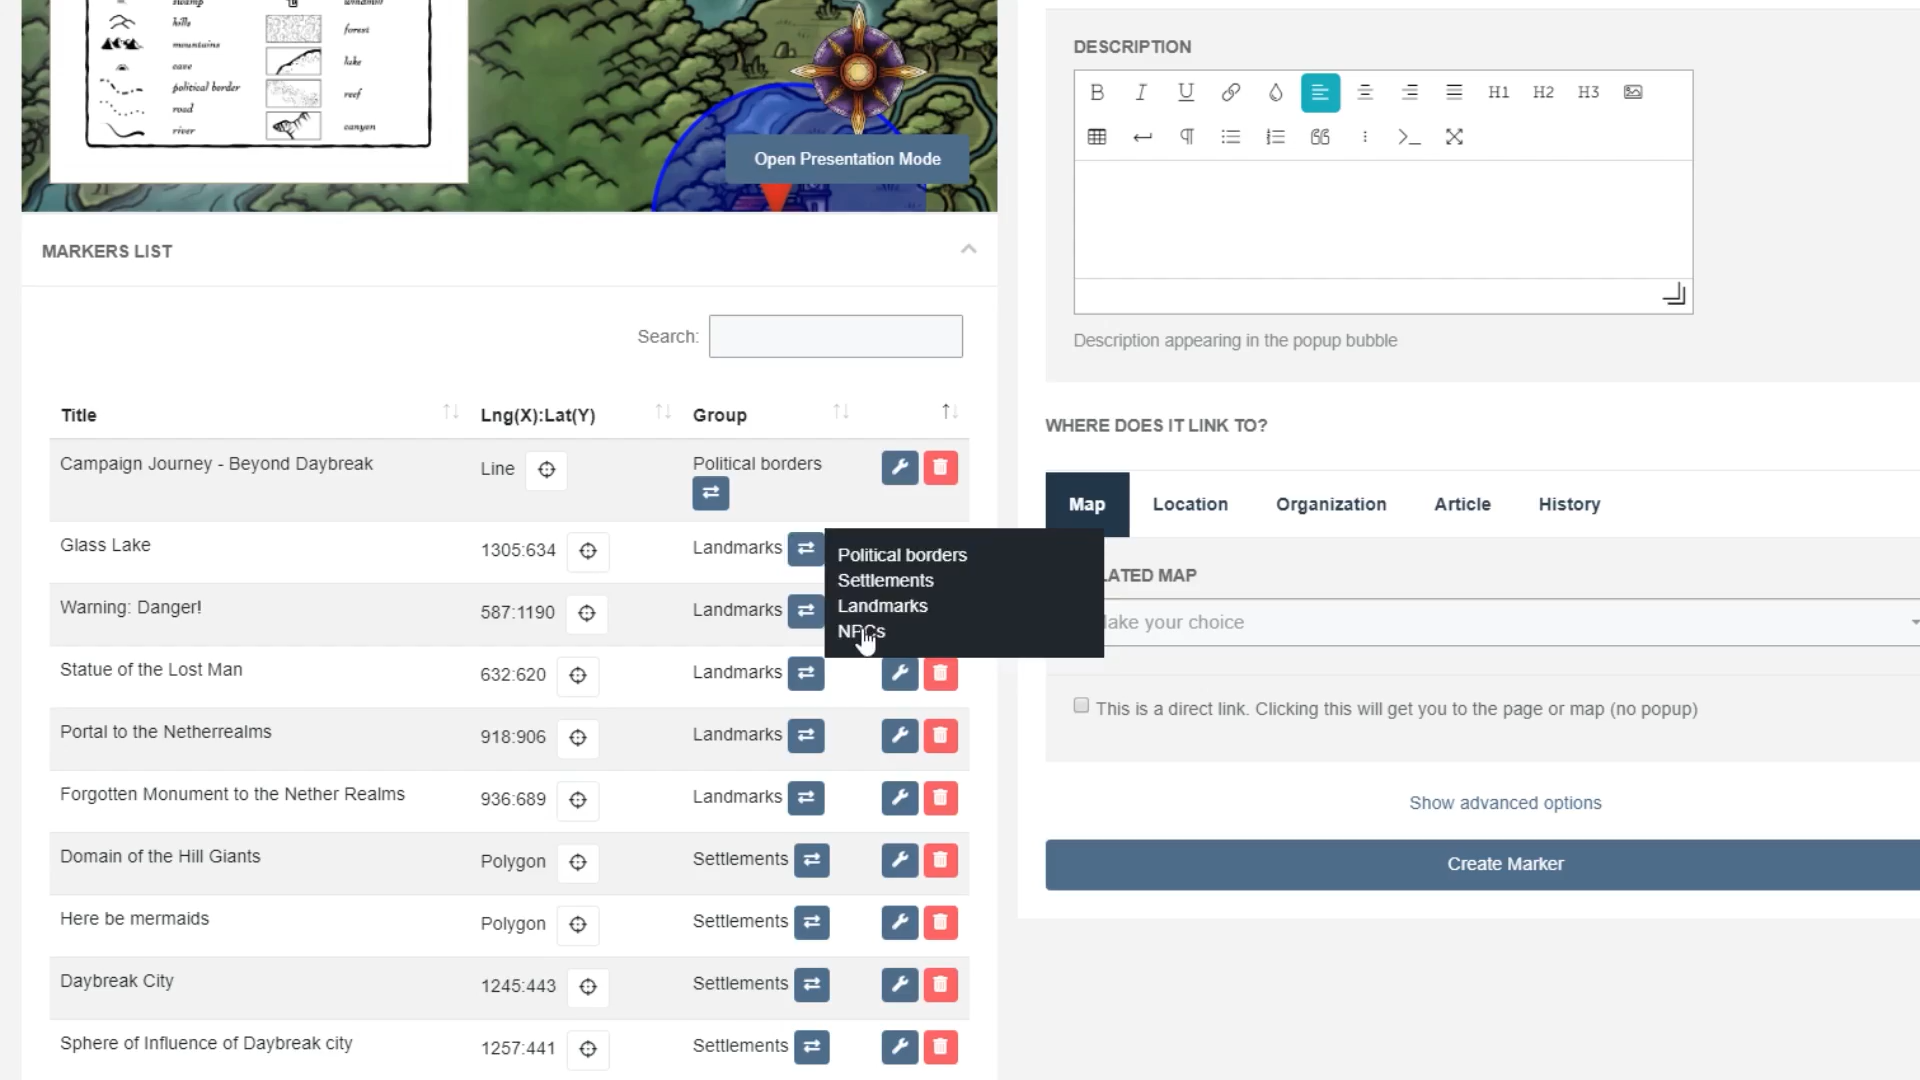 swamp
windmill
hills
forest
mountains
cave
lake
political border
road
reef
river
canyon
Open Presentation Mode
MARKERS LIST
Search:
Title Lng(X):Lat(Y) Group
Campaign Journey - Beyond Daybreak Line Political borders
Glass Lake 1305:634 Landmarks
Warning: Danger! 587:1190 Landmarks
Statue of the Lost Man 632:620 Landmarks
Portal to the Netherrealms 918:906 Landmarks
Forgotten Monument to the Nether Realms 936:689 Landmarks
Domain of the Hill Giants Polygon Settlements
Here be mermaids Polygon Settlements
Daybreak City 1245:443 Settlements
Sphere of Influence of Daybreak city 1257:441 Settlements
Political borders
Settlements
Landmarks
NPCs
DESCRIPTION
B I U H1 H2 H3
Description appearing in the popup bubble
WHERE DOES IT LINK TO?
Map Location Organization Article History
LATED MAP
ake your choice
This is a direct link. Clicking this will get you to the page or map (no popup)
Show advanced options
Create Marker